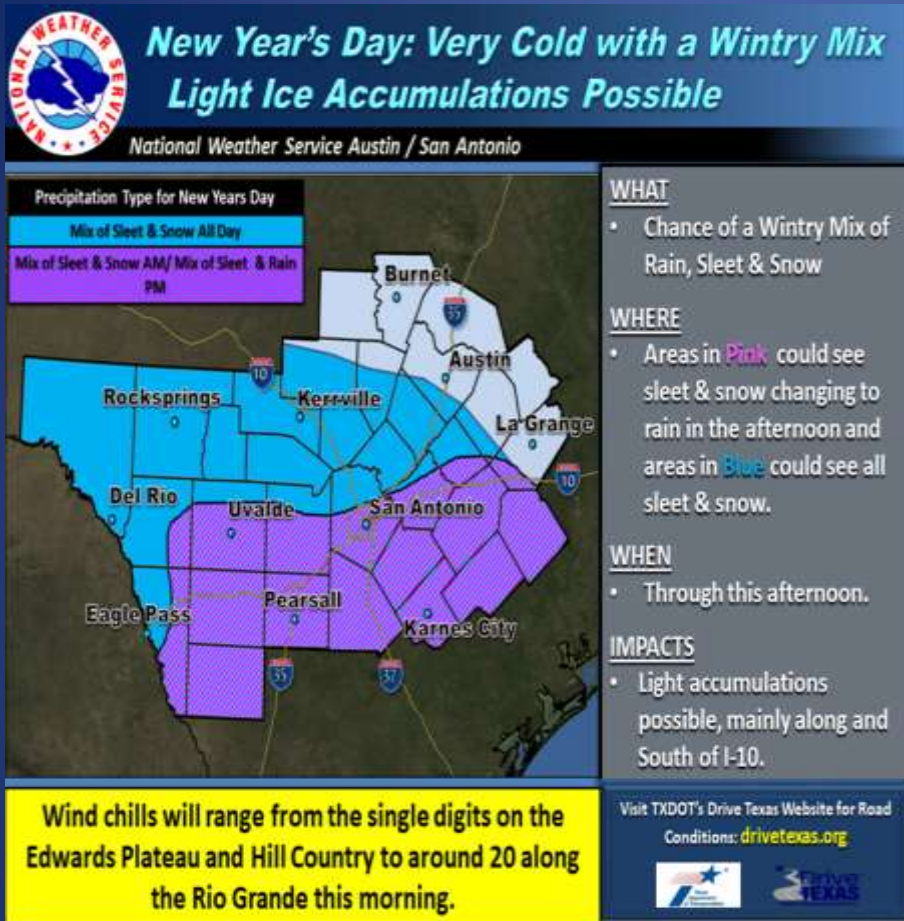 NATIONAL WEATHER SERVICE
New Year's Day: Very Cold with a Wintry Mix
Light Ice Accumulations Possible
National Weather Service Austin / San Antonio
Precipitation Type for New Years Day
Mix of Sleet & Snow All Day
Mix of Sleet & Snow AM/ Mix of Sleet & Rain
PM
Burnet
35
Austin
10
Rocksprings
Kerrville
La Grange
10
Del Rio
Uvalde
San Antonio
Eagle Pass
Pearsall
Karnes City
35
37
WHAT
• Chance of a Wintry Mix of
Rain, Sleet & Snow
WHERE
• Areas in Pink could see
sleet & snow changing to
rain in the afternoon and
areas in Blue could see all
sleet & snow.
WHEN
• Through this afternoon.
IMPACTS
• Light accumulations
possible, mainly along and
South of I-10.
Wind chills will range from the single digits on the
Edwards Plateau and Hill Country to around 20 along
the Rio Grande this morning.
Visit TXDOT's Drive Texas Website for Road
Conditions: drivetexas.org
Drive
TEXAS